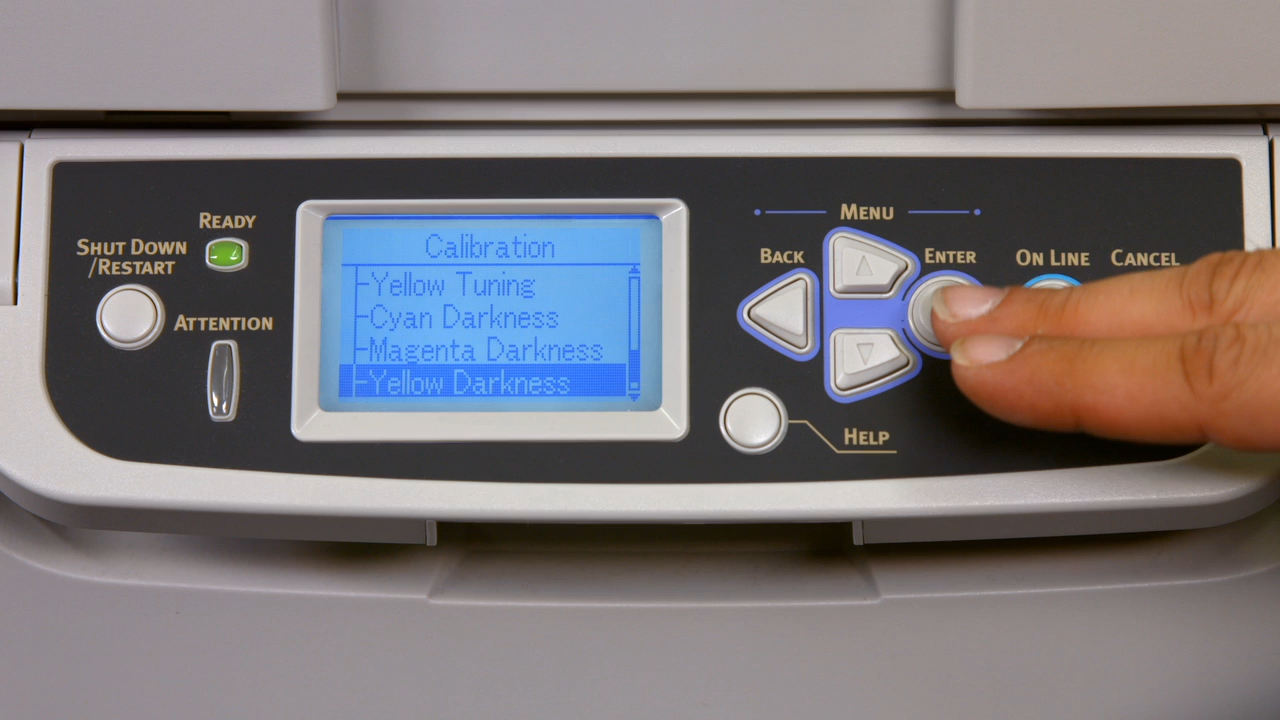 MENU
READY
SHUT DOWN
/RESTART
ATTENTION
Calibration
Yellow Tuning
Cyan Darkness
Magenta Darkness
Yellow Darkness
BACK
ENTER
ON LINE
CANCEL
HELP